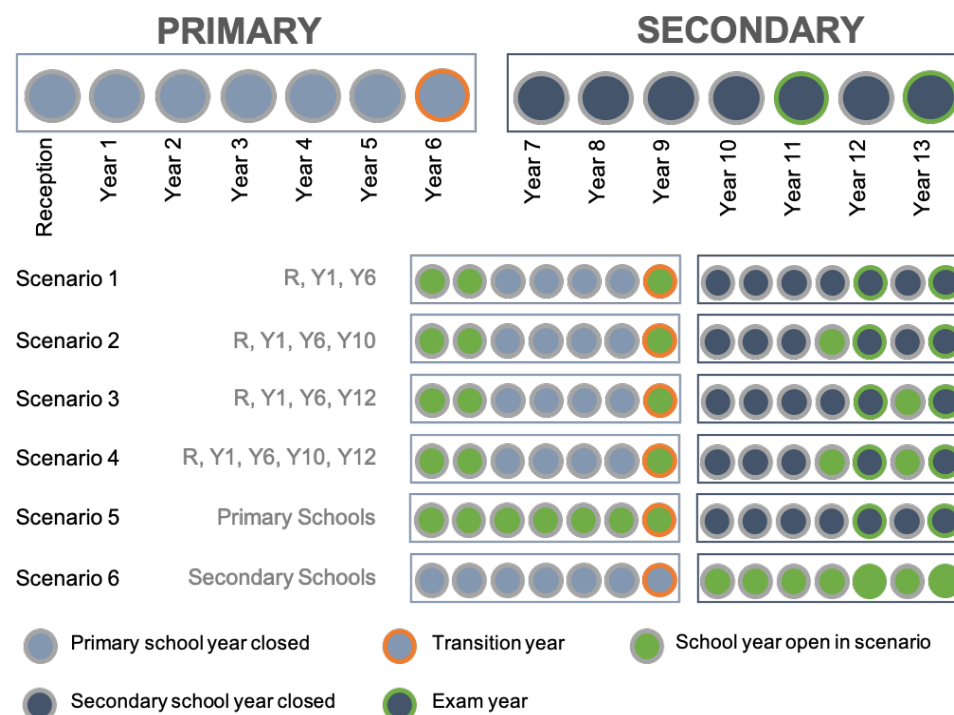 PRIMARY
SECONDARY
Reception
Year 1
Year 2
Year 3
Year 4
Year 5
Year 6
Year 7
Year 8
Year 9
Year 10
Year 11
Year 12
Year 13
Scenario 1 R, Y1, Y6
Scenario 2 R, Y1, Y6, Y10
Scenario 3 R, Y1, Y6, Y12
Scenario 4 R, Y1, Y6, Y10, Y12
Scenario 5 Primary Schools
Scenario 6 Secondary Schools
Primary school year closed
Transition year
School year open in scenario
Secondary school year closed
Exam year